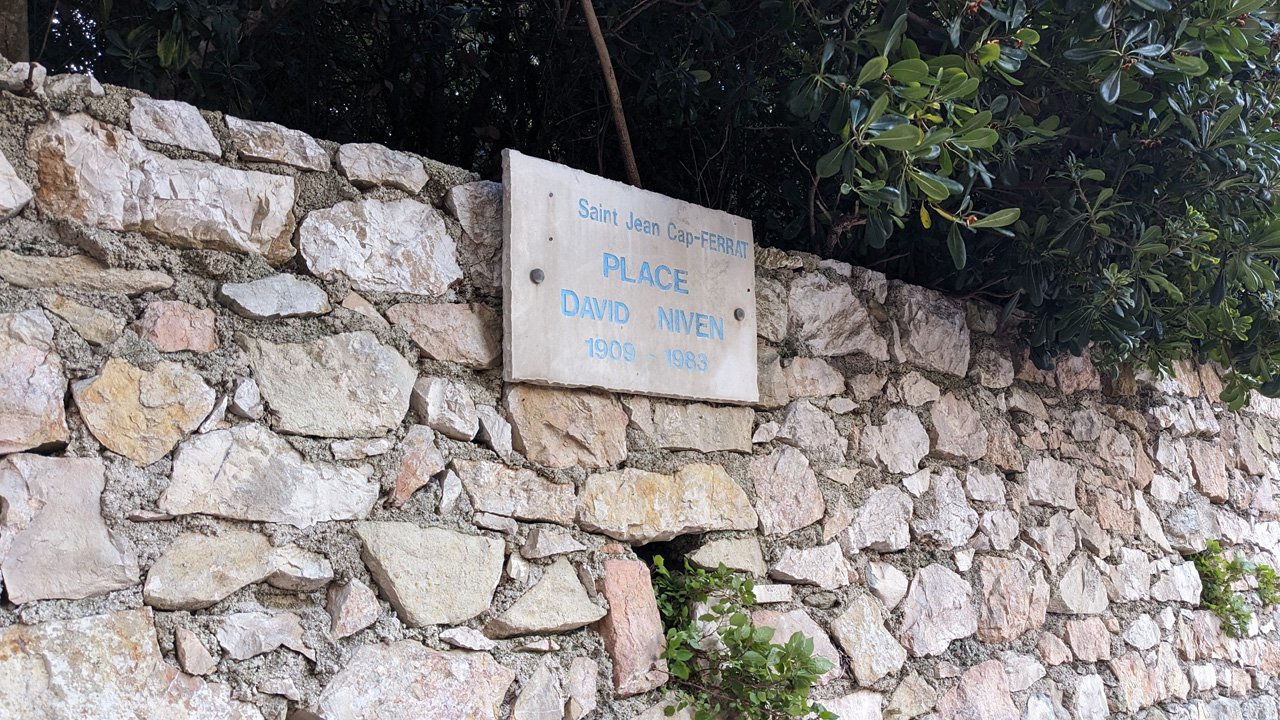 Saint Jean Cap-FERRAT
PLACE
DAVID NIVEN
1909 - 1983